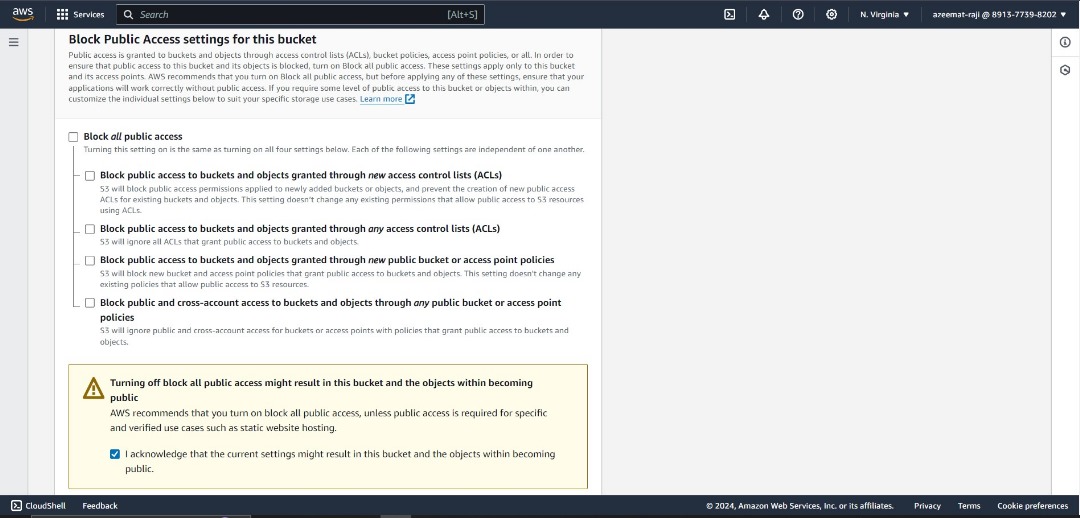 aws Services Search [Alt+S] N. Virginia ▼ azeemat-raji @ 8913-7739-8202 ▼
Block Public Access settings for this bucket
Public access is granted to buckets and objects through access control lists (ACLs), bucket policies, access point policies, or all. In order to
ensure that public access to this bucket and its objects is blocked, turn on Block all public access. These settings apply only to this bucket
and its access points. AWS recommends that you turn on Block all public access, but before applying any of these settings, ensure that your
applications will work correctly without public access. If you require some level of public access to this bucket or objects within, you can
customize the individual settings below to suit your specific storage use cases. Learn more
Block all public access
Turning this setting on is the same as turning on all four settings below. Each of the following settings are independent of one another.
Block public access to buckets and objects granted through new access control lists (ACLs)
S3 will block public access permissions applied to newly added buckets or objects, and prevent the creation of new public access
ACLs for existing buckets and objects. This setting doesn't change any existing permissions that allow public access to S3 resources
using ACLs.
Block public access to buckets and objects granted through any access control lists (ACLs)
S3 will ignore all ACLs that grant public access to buckets and objects.
Block public access to buckets and objects granted through new public bucket or access point policies
S3 will block new bucket and access point policies that grant public access to buckets and objects. This setting doesn't change any
existing policies that allow public access to S3 resources.
Block public and cross-account access to buckets and objects through any public bucket or access point
policies
S3 will ignore public and cross-account access for buckets or access points with policies that grant public access to buckets and
objects.
Turning off block all public access might result in this bucket and the objects within becoming
public
AWS recommends that you turn on block all public access, unless public access is required for specific
and verified use cases such as static website hosting.
I acknowledge that the current settings might result in this bucket and the objects within becoming
public.
CloudShell Feedback © 2024, Amazon Web Services, Inc. or its affiliates. Privacy Terms Cookie preferences